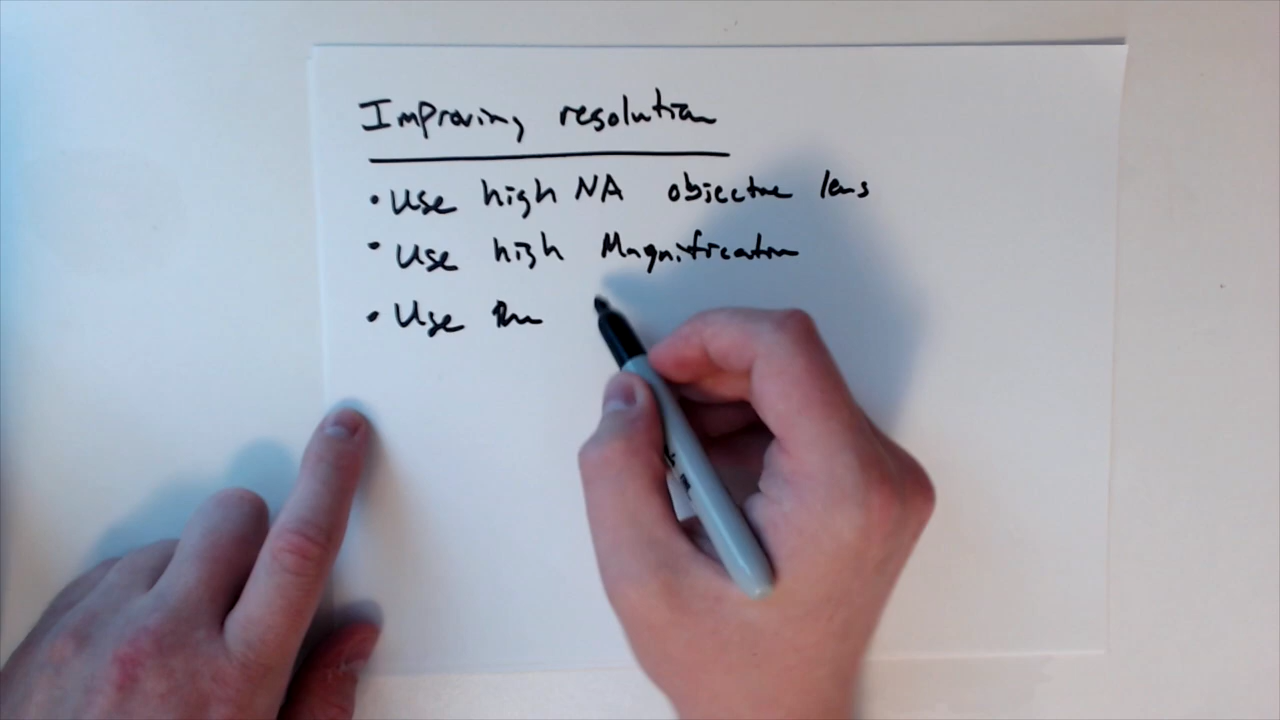 Improving resolution
• Use high NA objective lens
• Use high Magnification
• Use